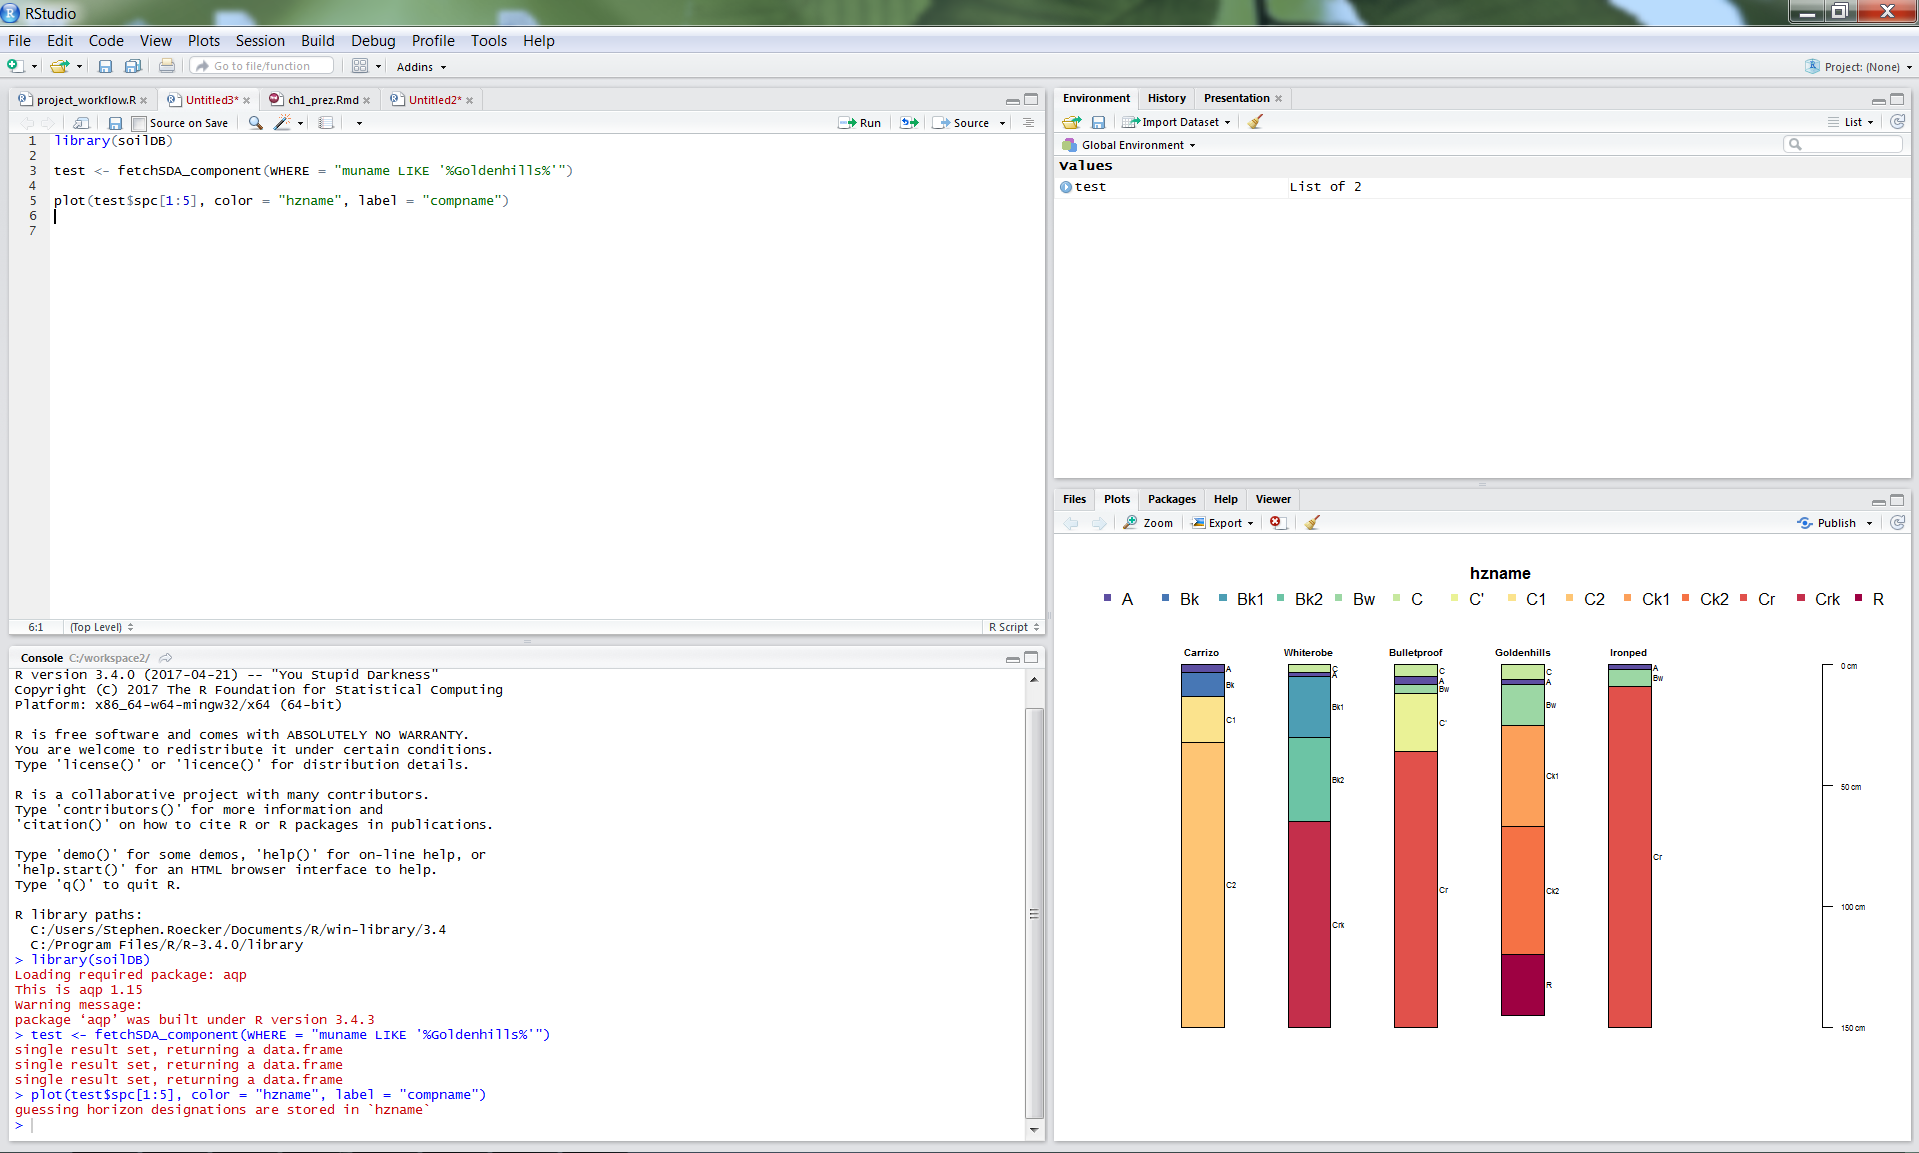 RStudio
File Edit Code View Plots Session Build Debug Profile Tools Help
Go to file/function Addins Project: (None)
project_workflow.R Untitled3* ch1_prez.Rmd Untitled2*
Source on Save Run Source
1 library(soilDB)
2
3 test <- fetchSDA_component(WHERE = "muname LIKE '%Goldenhills%'")
4
5 plot(test$spc[1:5], color = "hzname", label = "compname")
6
7
6:1 (Top Level) R Script
Console C:/workspace2/
R version 3.4.0 (2017-04-21) -- "You Stupid Darkness"
Copyright (C) 2017 The R Foundation for Statistical Computing
Platform: x86_64-w64-mingw32/x64 (64-bit)
R is free software and comes with ABSOLUTELY NO WARRANTY.
You are welcome to redistribute it under certain conditions.
Type 'license()' or 'licence()' for distribution details.
R is a collaborative project with many contributors.
Type 'contributors()' for more information and
'citation()' on how to cite R or R packages in publications.
Type 'demo()' for some demos, 'help()' for on-line help, or
'help.start()' for an HTML browser interface to help.
Type 'q()' to quit R.
R library paths:
C:/Users/Stephen.Roecker/Documents/R/win-library/3.4
C:/Program Files/R/R-3.4.0/library
> library(soilDB)
Loading required package: aqp
This is aqp 1.15
Warning message:
package ‘aqp’ was built under R version 3.4.3
> test <- fetchSDA_component(WHERE = "muname LIKE '%Goldenhills%'")
single result set, returning a data.frame
single result set, returning a data.frame
single result set, returning a data.frame
> plot(test$spc[1:5], color = "hzname", label = "compname")
guessing horizon designations are stored in `hzname`
>
Environment History Presentation
Import Dataset List
Global Environment
Values
test List of 2
Files Plots Packages Help Viewer
Zoom Export Publish
hzname
A Bk Bk1 Bk2 Bw C C' C1 C2 Ck1 Ck2 Cr Crk R
Carrizo Whiterobe Bulletproof Goldenhills Ironped
A
Bk
C1
C2
C
A
Bk1
Bk2
Crk
C
A
Bw
C'
Cr
C
A
Bw
Ck1
Ck2
R
A
Bw
Cr
0 cm
50 cm
100 cm
150 cm